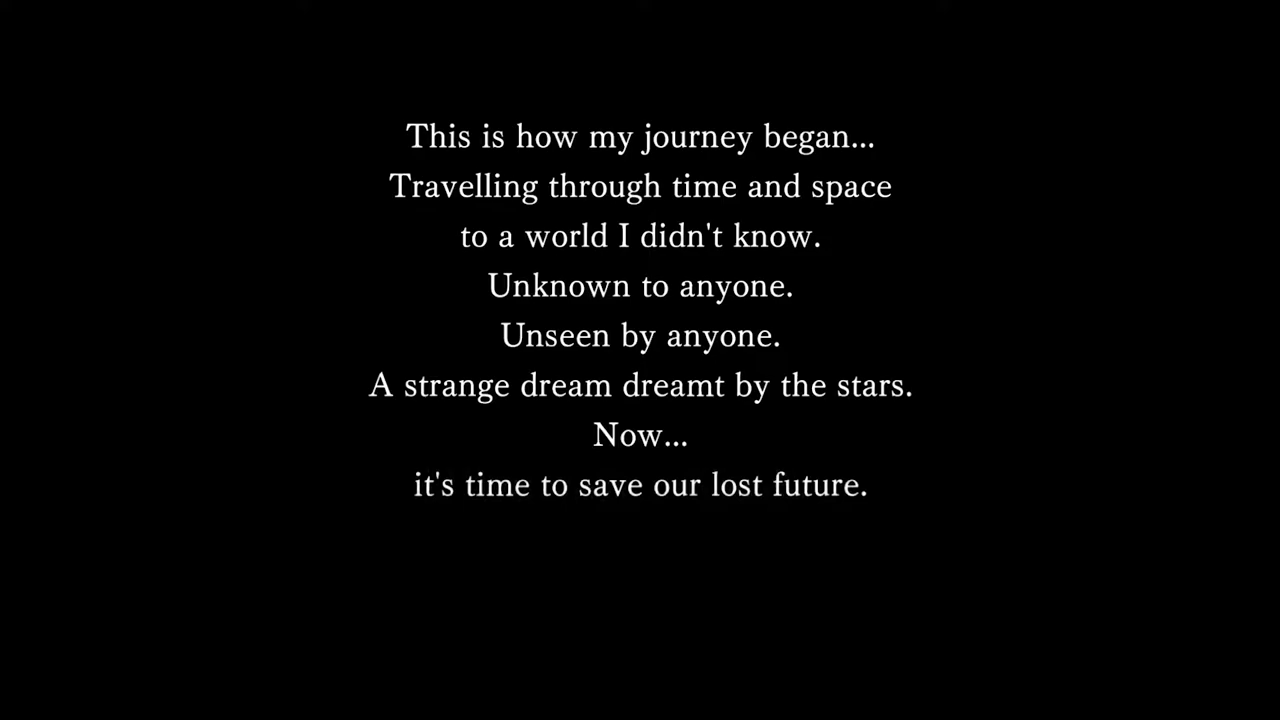 This is how my journey began...
Travelling through time and space
to a world I didn't know.
Unknown to anyone.
Unseen by anyone.
A strange dream dreamt by the stars.
Now...
it's time to save our lost future.